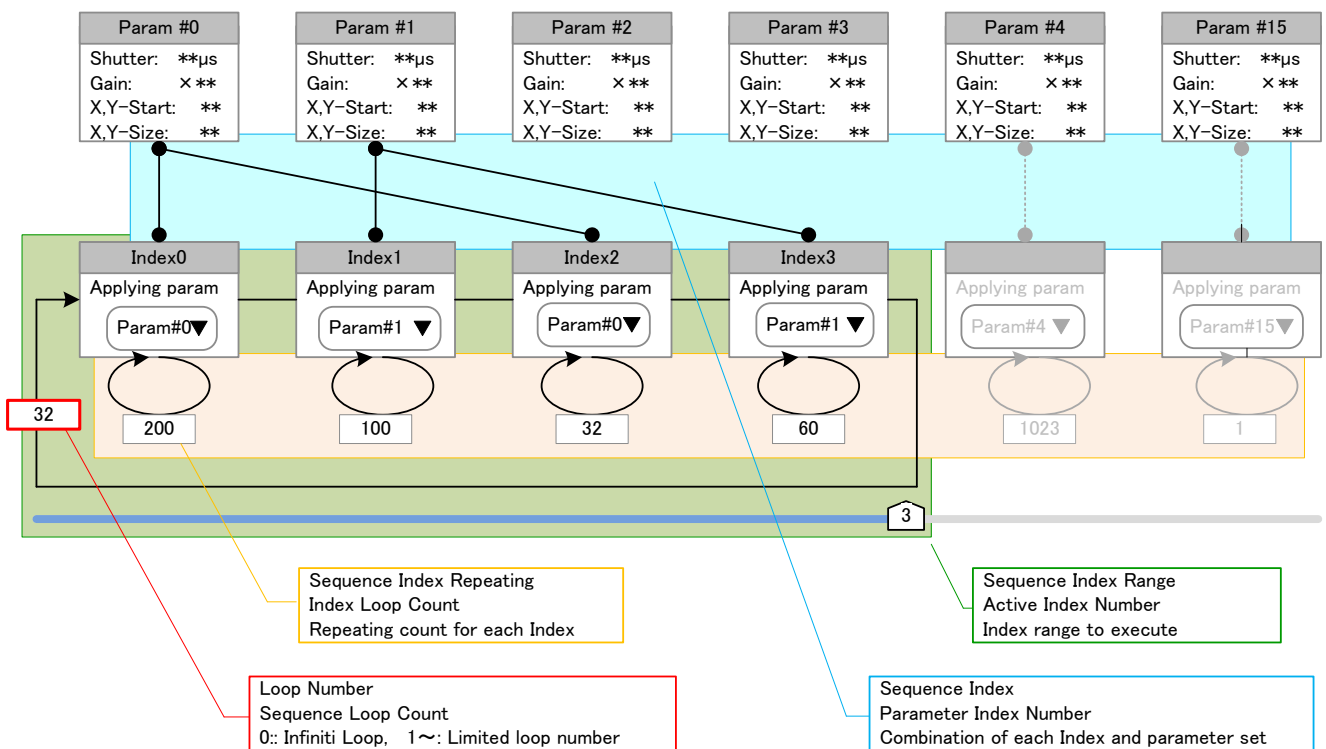 Param #0
Shutter: **μs
Gain: ×**
X,Y-Start: **
X,Y-Size: **
Param #1
Shutter: **μs
Gain: ×**
X,Y-Start: **
X,Y-Size: **
Param #2
Shutter: **μs
Gain: ×**
X,Y-Start: **
X,Y-Size: **
Param #3
Shutter: **μs
Gain: ×**
X,Y-Start: **
X,Y-Size: **
Param #4
Shutter: **μs
Gain: ×**
X,Y-Start: **
X,Y-Size: **
Param #15
Shutter: **μs
Gain: ×**
X,Y-Start: **
X,Y-Size: **
Index0
Applying param
Param#0▼
200
Index1
Applying param
Param#1 ▼
100
Index2
Applying param
Param#0▼
32
Index3
Applying param
Param#1 ▼
60
Applying param
Param#4 ▼
1023
Applying param
Param#15▼
1
32
3
Sequence Index Repeating
Index Loop Count
Repeating count for each Index
Sequence Index Range
Active Index Number
Index range to execute
Loop Number
Sequence Loop Count
0:: Infiniti Loop, 1~: Limited loop number
Sequence Index
Parameter Index Number
Combination of each Index and parameter set